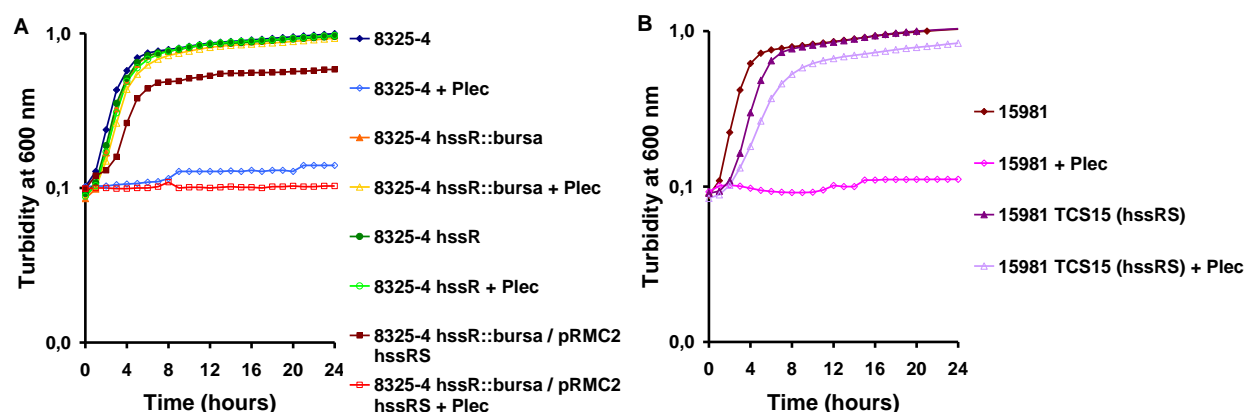 A
Turbidity at 600 nm
1,0
0,1
0,0
0 4 8 12 16 20 24
Time (hours)
8325-4
8325-4 + Plec
8325-4 hssR::bursa
8325-4 hssR::bursa + Plec
8325-4 hssR
8325-4 hssR + Plec
8325-4 hssR::bursa / pRMC2
hssRS
8325-4 hssR::bursa / pRMC2
hssRS + Plec
B
Turbidity at 600 nm
1,0
0,1
0,0
0 4 8 12 16 20 24
Time (hours)
15981
15981 + Plec
15981 TCS15 (hssRS)
15981 TCS15 (hssRS) + Plec